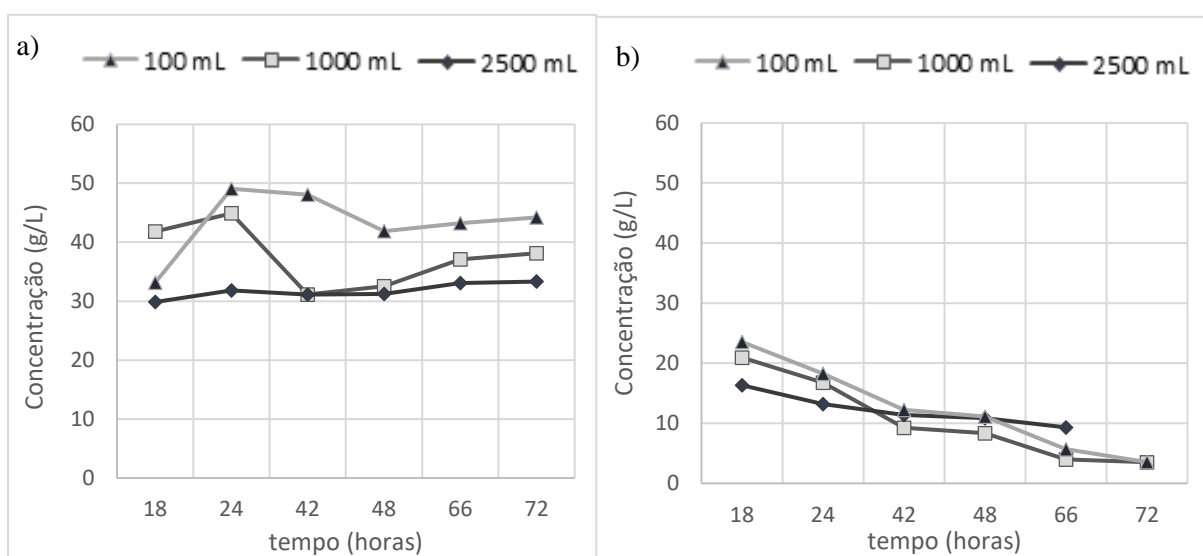 a)
100 mL 1000 mL 2500 mL
Concentração (g/L)
60
50
40
30
20
10
0
18 24 42 48 66 72
tempo (horas)
b)
100 mL 1000 mL 2500 mL
Concentração (g/L)
60
50
40
30
20
10
0
18 24 42 48 66 72
tempo (horas)